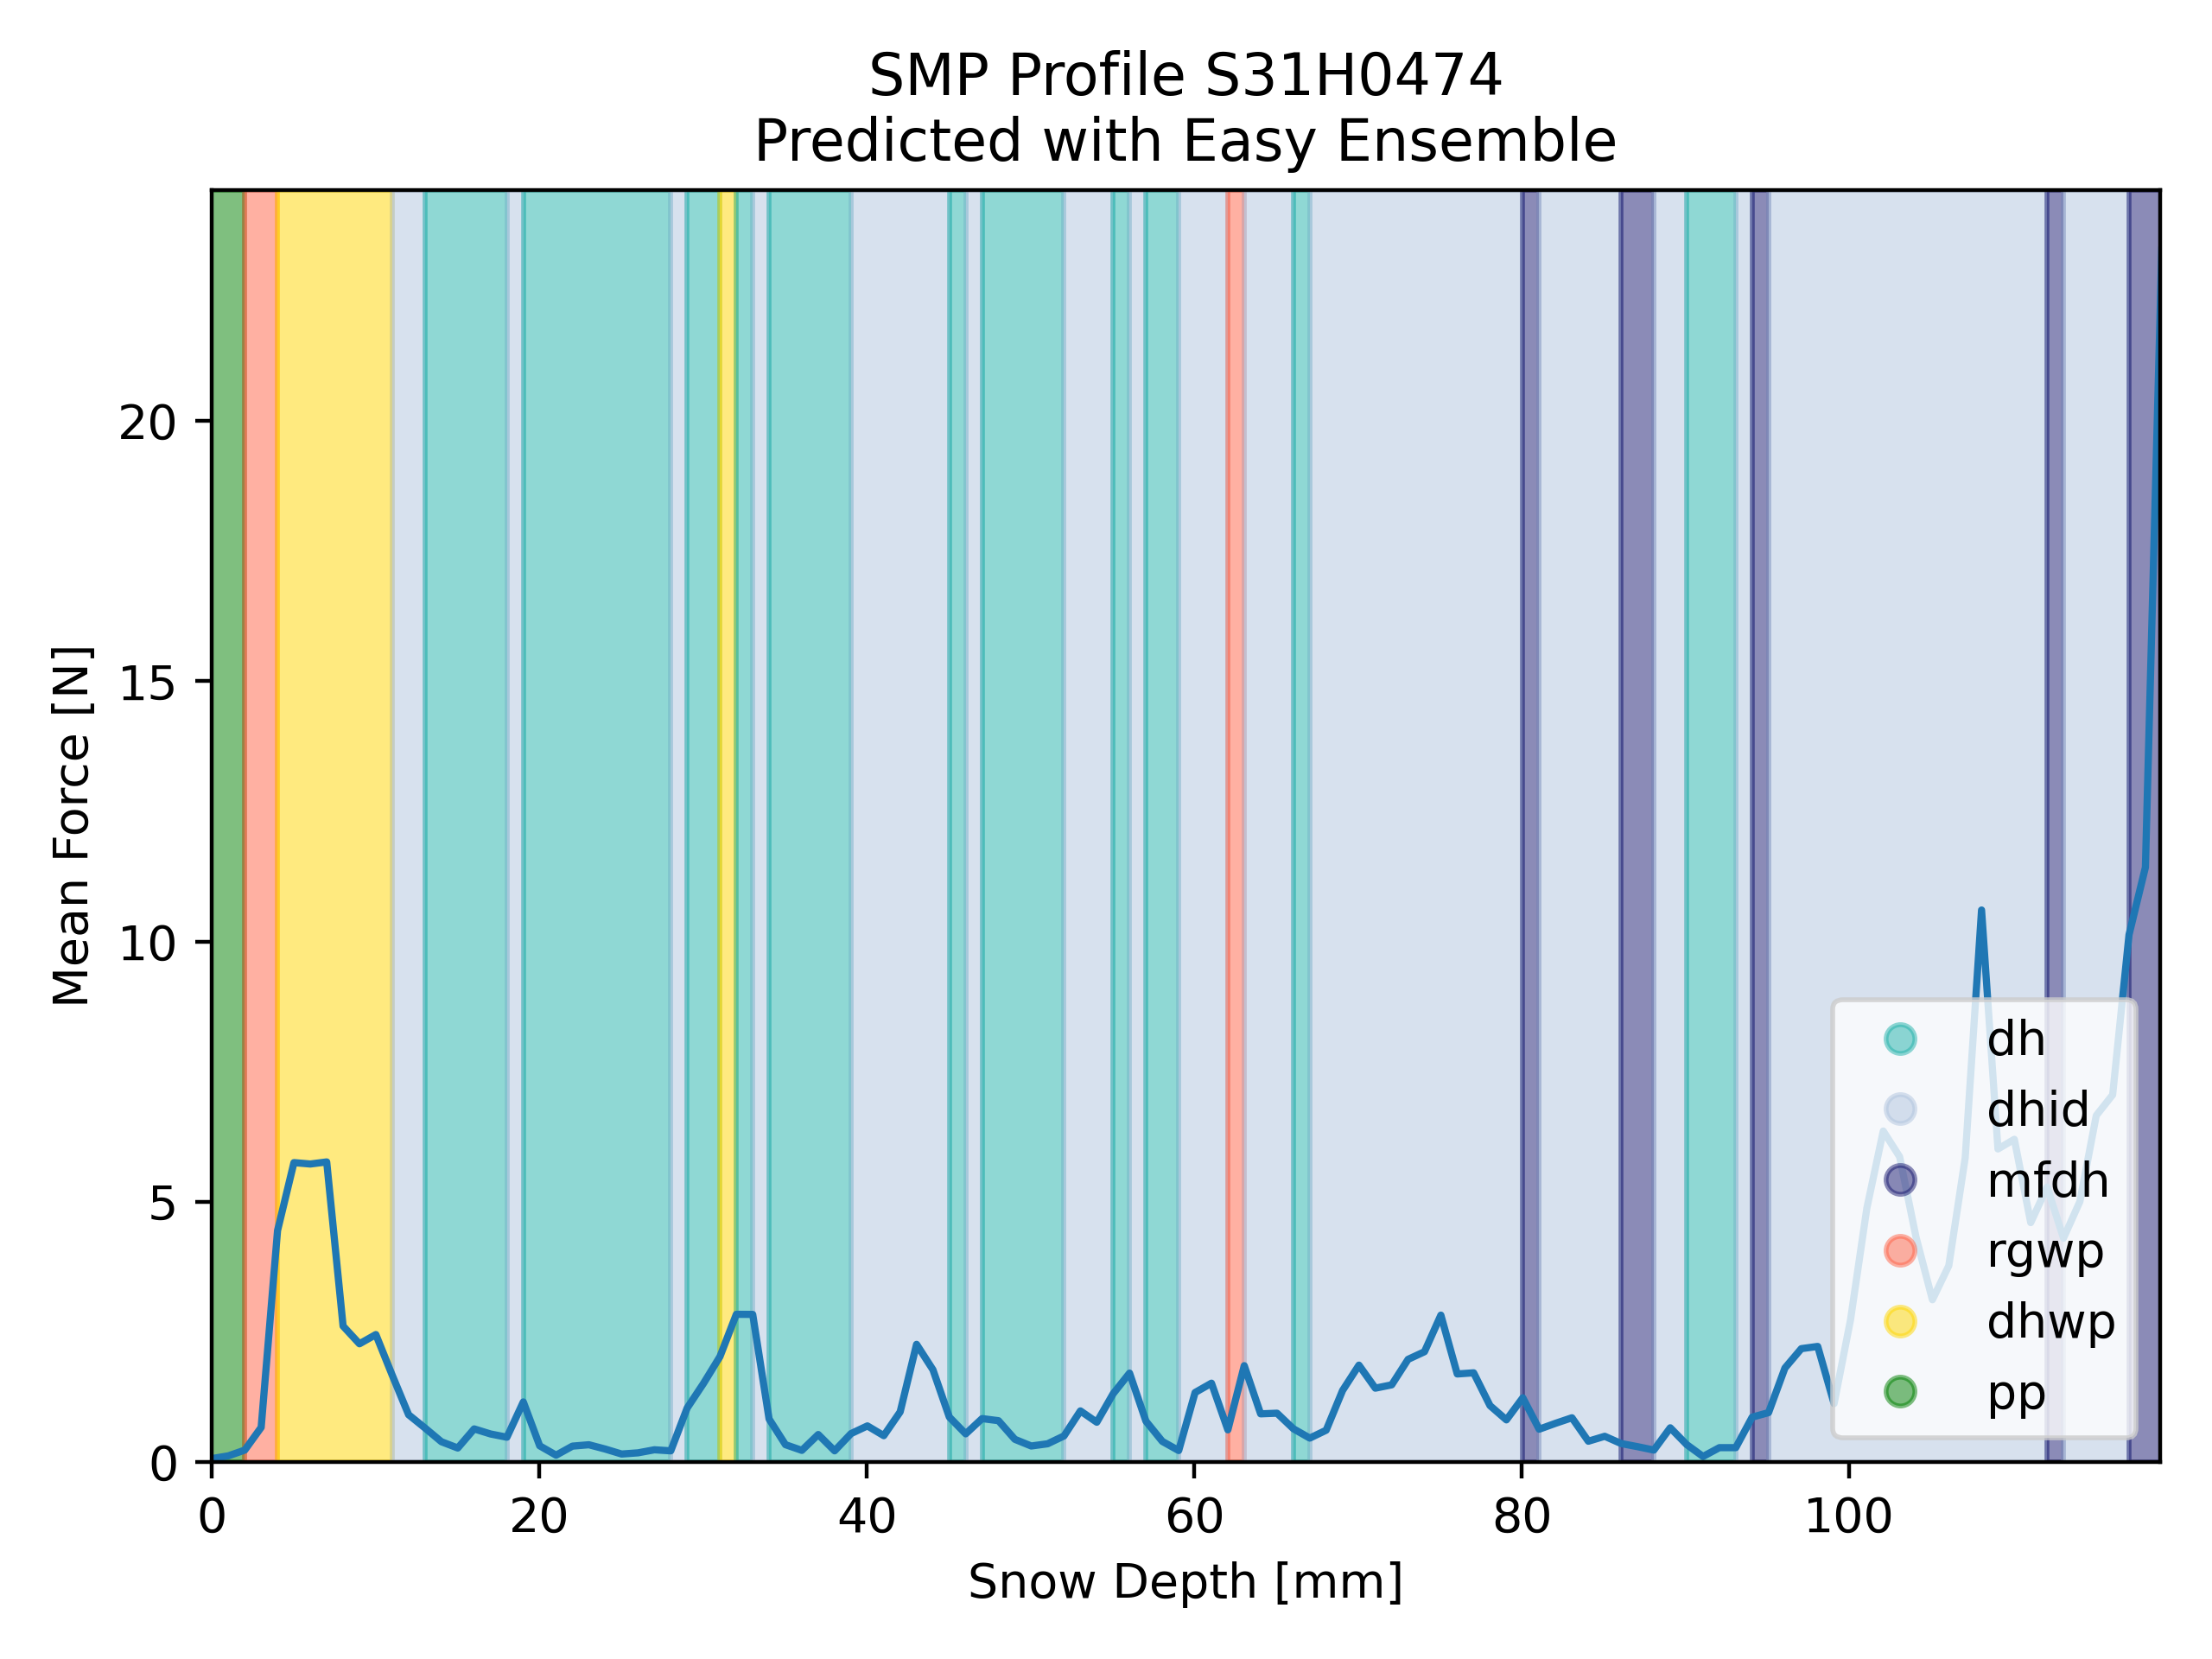 SMP Profile S31H0474
Predicted with Easy Ensemble
Mean Force [N]
20
15
10
5
0
dh
dhid
mfdh
rgwp
dhwp
pp
0 20 40 60 80 100
Snow Depth [mm]